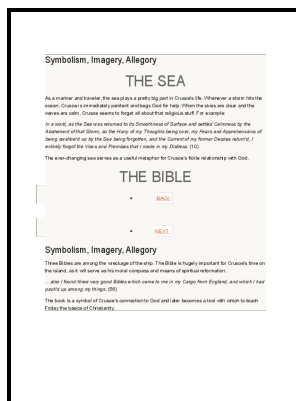 Symbolism, Imagery, Allegory
THE SEA
As a mariner and traveler, the sea plays a pretty big part in Crusoe's life. Whenever a storm hits the
ocean, Crusoe is immediately penitent and begs God for help. When the skies are clear and the
waves are calm, Crusoe seems to forget all about that religious stuff. For example:
In a word, as the Sea was returned to its Smoothness of Surface and settled Calmness by the
Abatement of that Storm, so the Hurry of my Thoughts being over, my Fears and Apprehensions of
being swallow'd up by the Sea being forgotten, and the Current of my former Desires return'd, I
entirely forgot the Vows and Promises that I made in my Distress. (10)
The ever-changing sea serves as a useful metaphor for Crusoe's fickle relationship with God.
THE BIBLE
• BACK
• NEXT
Symbolism, Imagery, Allegory
Three Bibles are among the wreckage of the ship. The Bible is hugely important for Crusoe's time on
the island, as it will serve as his moral compass and means of spiritual reformation.
…also I found three very good Bibles which came to me in my Cargo from England, and which I had
pack'd up among my things. (56)
The book is a symbol of Crusoe's connection to God and later becomes a tool with which to teach
Friday the basics of Christianity.